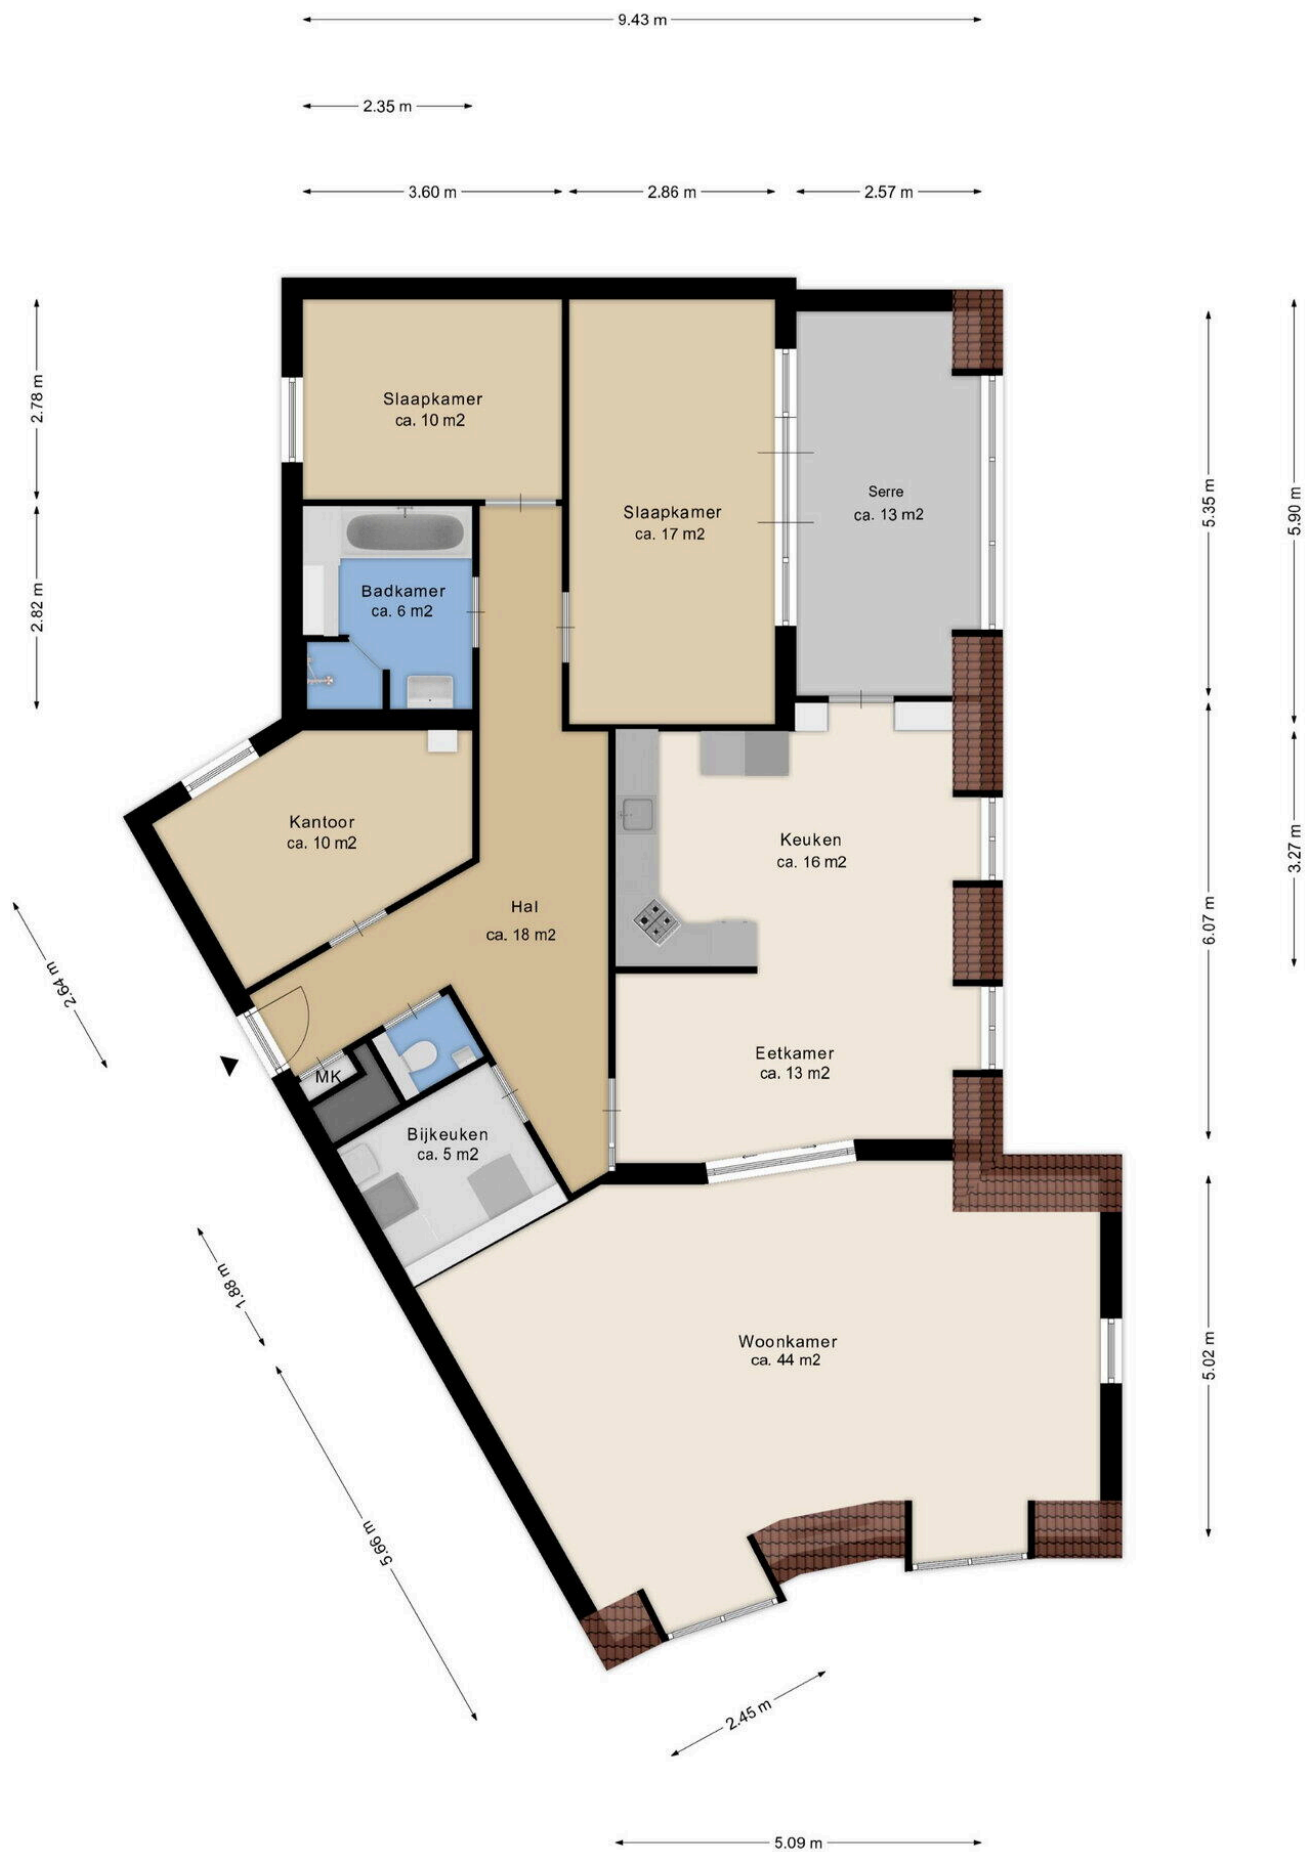 9.43 m
2.35 m
3.60 m
2.86 m
2.57 m
2.78 m
2.82 m
5.35 m
5.90 m
Slaapkamer
ca. 10 m2
Slaapkamer
ca. 17 m2
Serre
ca. 13 m2
Badkamer
ca. 6 m2
Kantoor
ca. 10 m2
Keuken
ca. 16 m2
3.27 m
6.07 m
Hal
ca. 18 m2
2.64 m
MK
Eetkamer
ca. 13 m2
Bijkeuken
ca. 5 m2
1.88 m
Woonkamer
ca. 44 m2
5.02 m
5.66 m
2.45 m
5.09 m